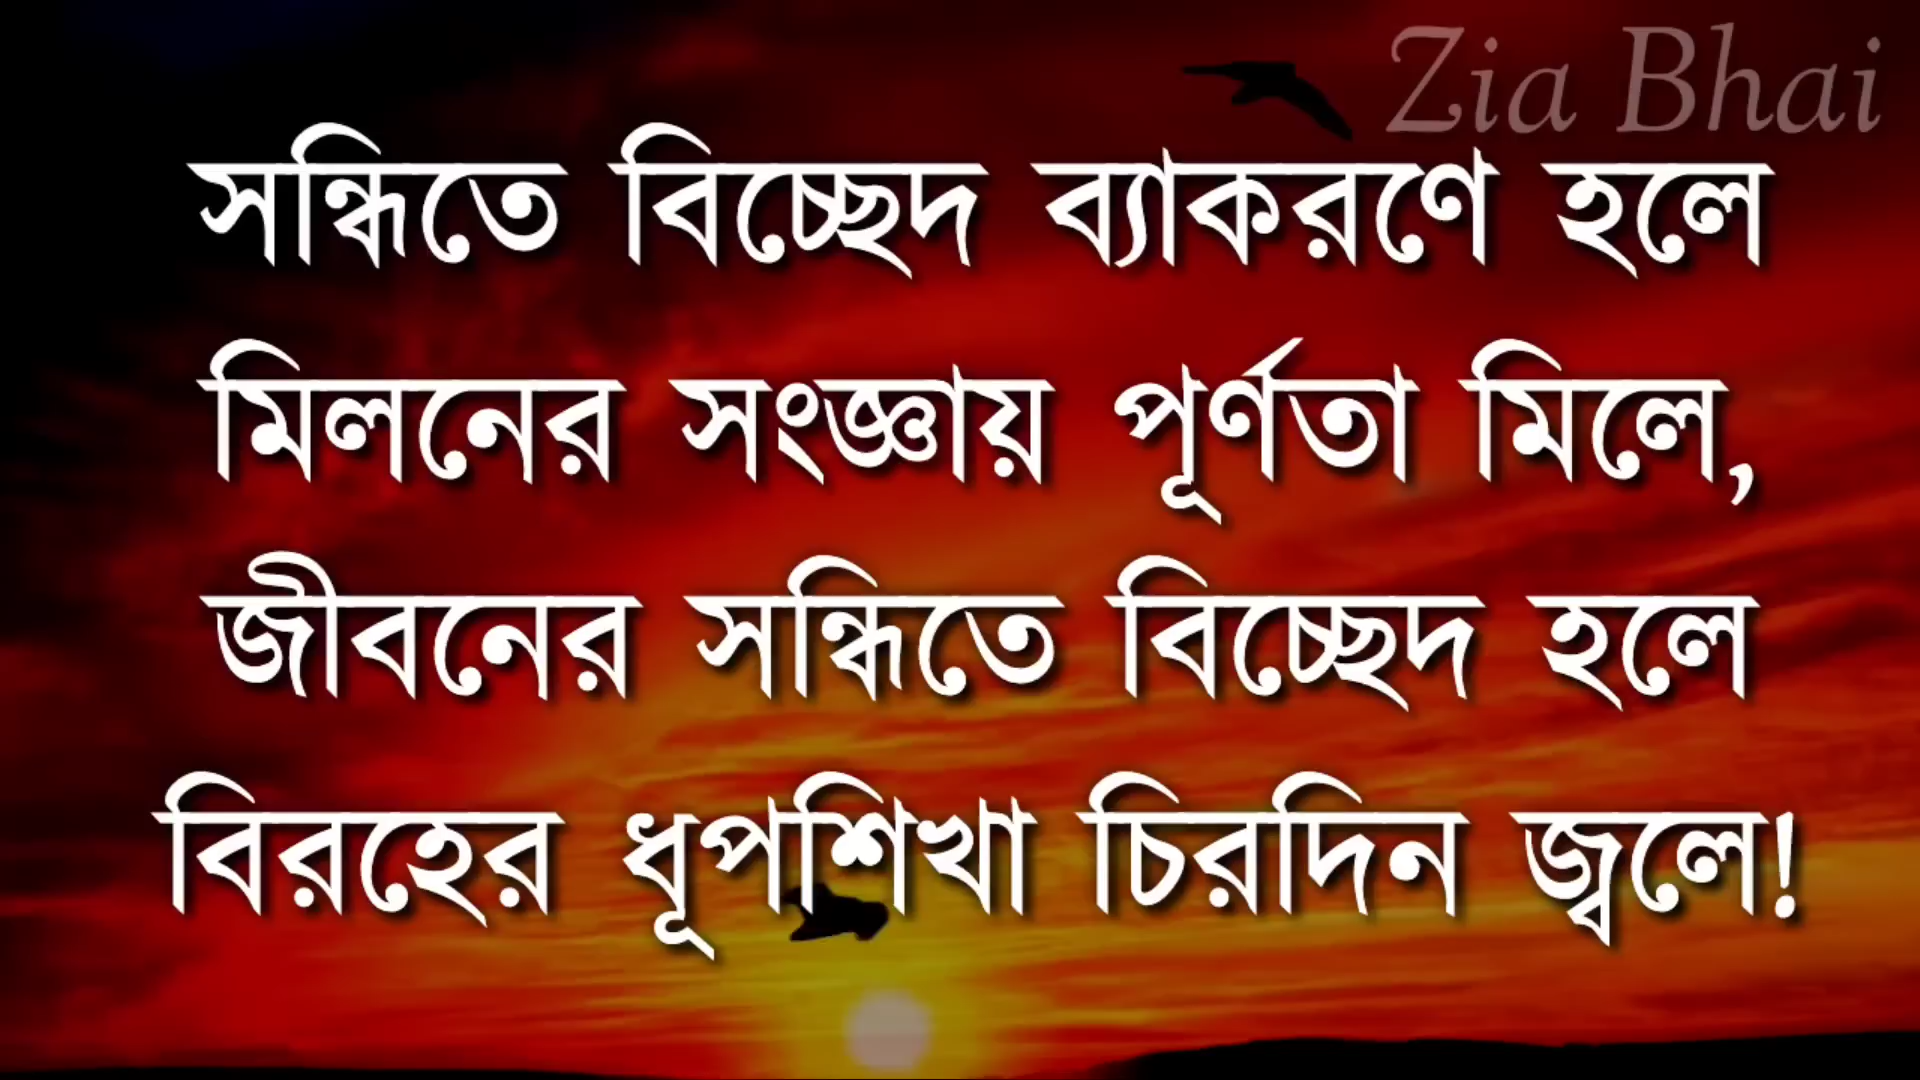 Zia Bhai
সন্ধিতে বিচ্ছেদ ব্যাকরণে হলে
মিলনের সংজ্ঞায় পূর্ণতা মিলে,
জীবনের সন্ধিতে বিচ্ছেদ হলে
বিরহের ধূপশিখা চিরদিন জ্বলে!